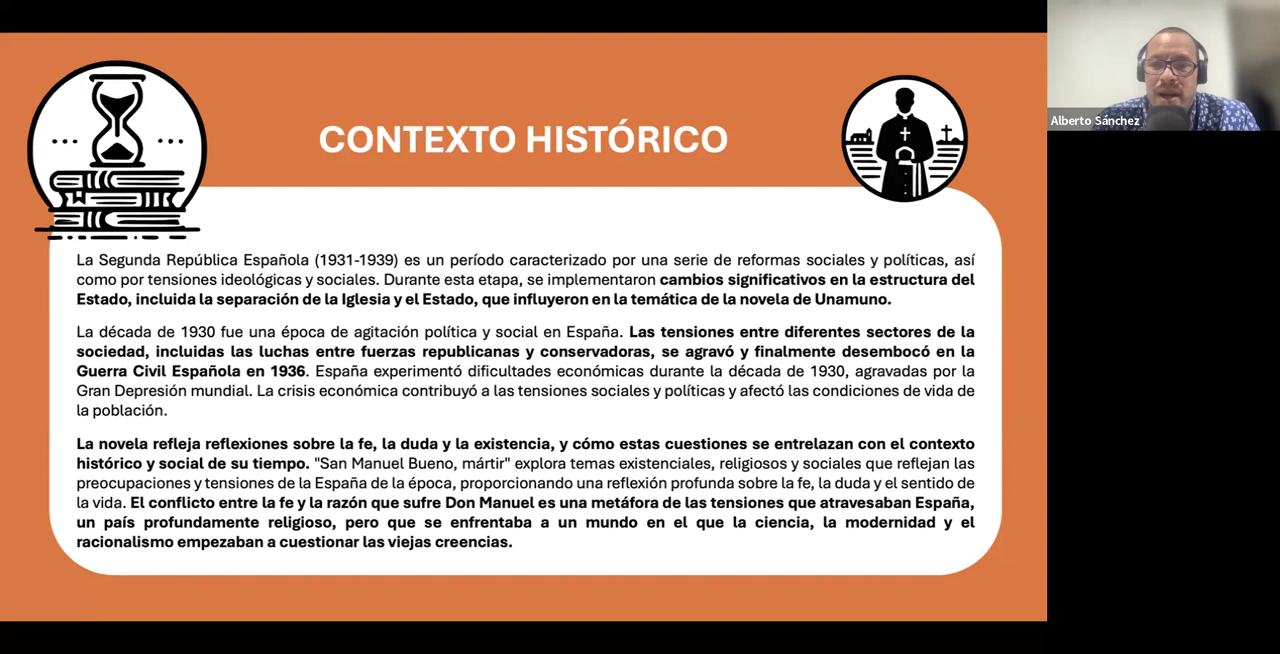 CONTEXTO HISTÓRICO
Alberto Sánchez
La Segunda República Española (1931-1939) es un período caracterizado por una serie de reformas sociales y políticas, así
como por tensiones ideológicas y sociales. Durante esta etapa, se implementaron cambios significativos en la estructura del
Estado, incluida la separación de la Iglesia y el Estado, que influyeron en la temática de la novela de Unamuno.
La década de 1930 fue una época de agitación política y social en España. Las tensiones entre diferentes sectores de la
sociedad, incluidas las luchas entre fuerzas republicanas y conservadoras, se agravó y finalmente desembocó en la
Guerra Civil Española en 1936. España experimentó dificultades económicas durante la década de 1930, agravadas por la
Gran Depresión mundial. La crisis económica contribuyó a las tensiones sociales y políticas y afectó las condiciones de vida de
la población.
La novela refleja reflexiones sobre la fe, la duda y la existencia, y cómo estas cuestiones se entrelazan con el contexto
histórico y social de su tiempo. "San Manuel Bueno, mártir" explora temas existenciales, religiosos y sociales que reflejan las
preocupaciones y tensiones de la España de la época, proporcionando una reflexión profunda sobre la fe, la duda y el sentido de
la vida. El conflicto entre la fe y la razón que sufre Don Manuel es una metáfora de las tensiones que atravesaban España,
un país profundamente religioso, pero que se enfrentaba a un mundo en el que la ciencia, la modernidad y el
racionalismo empezaban a cuestionar las viejas creencias.